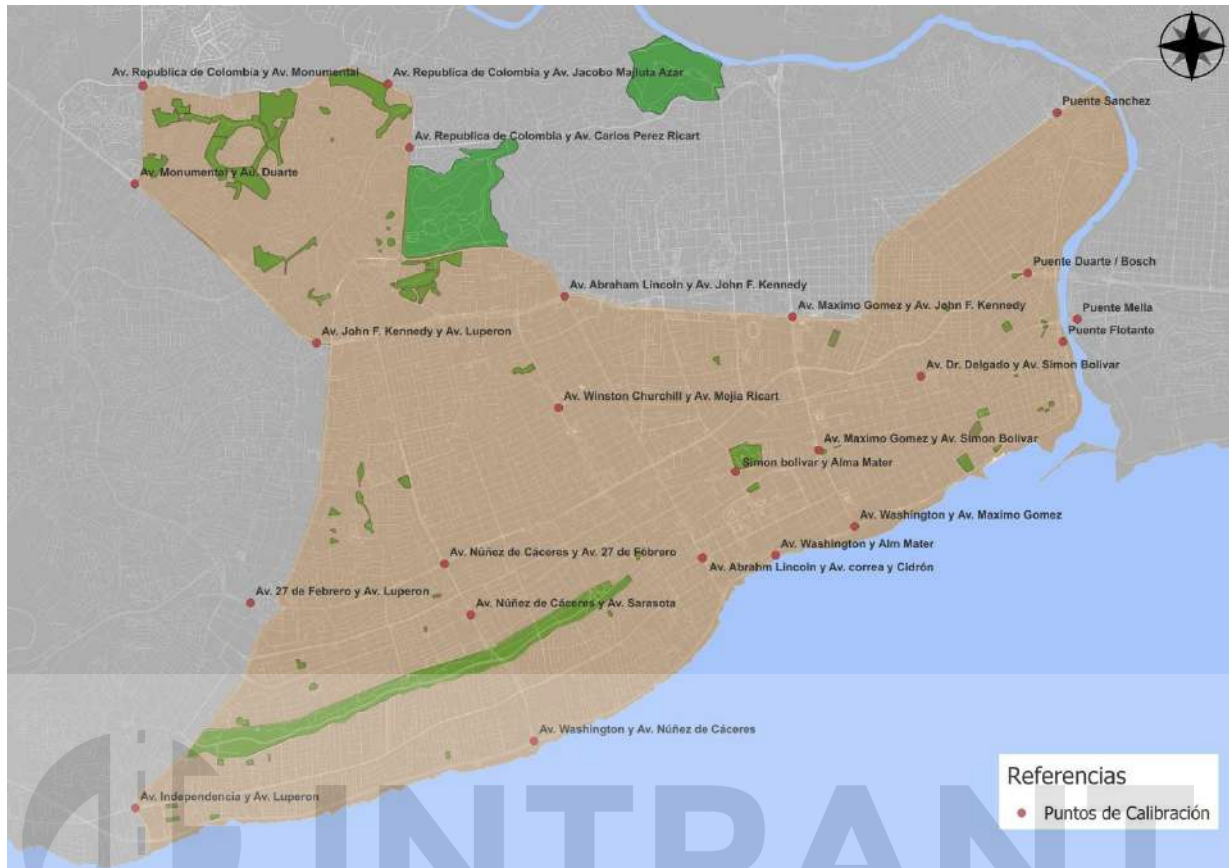 Av. Republica de Colombia y Av. Monumental
Av. Republica de Colombia y Av. Jacobo Majluta Azar
Puente Sanchez
Av. Republica de Colombia y Av. Carlos Perez Ricart
Av. Monumental y Au. Duarte
Puente Duarte / Bosch
Av. Abraham Lincoln y Av. John F. Kennedy
Av. Maximo Gomez y Av. John F. Kennedy
Puente Mella
Av. John F. Kennedy y Av. Luperon
Puente Flotante
Av. Dr. Delgado y Av. Simon Bolivar
Av. Winston Churchill y Av. Mejia Ricart
Av. Maximo Gomez y Av. Simon Bolivar
Simon bolivar y Alma Mater
Av. Washington y Av. Maximo Gomez
Av. Washington y Alm Mater
Av. Núñez de Cáceres y Av. 27 de Febrero
Av. Abrahm Lincoln y Av. correa y Cidrón
Av. 27 de Febrero y Av. Luperon
Av. Núñez de Cáceres y Av. Sarasota
Av. Washington y Av. Núñez de Cáceres
Referencias
Puntos de Calibración
Av. Independencia y Av. Luperon
INTRANT